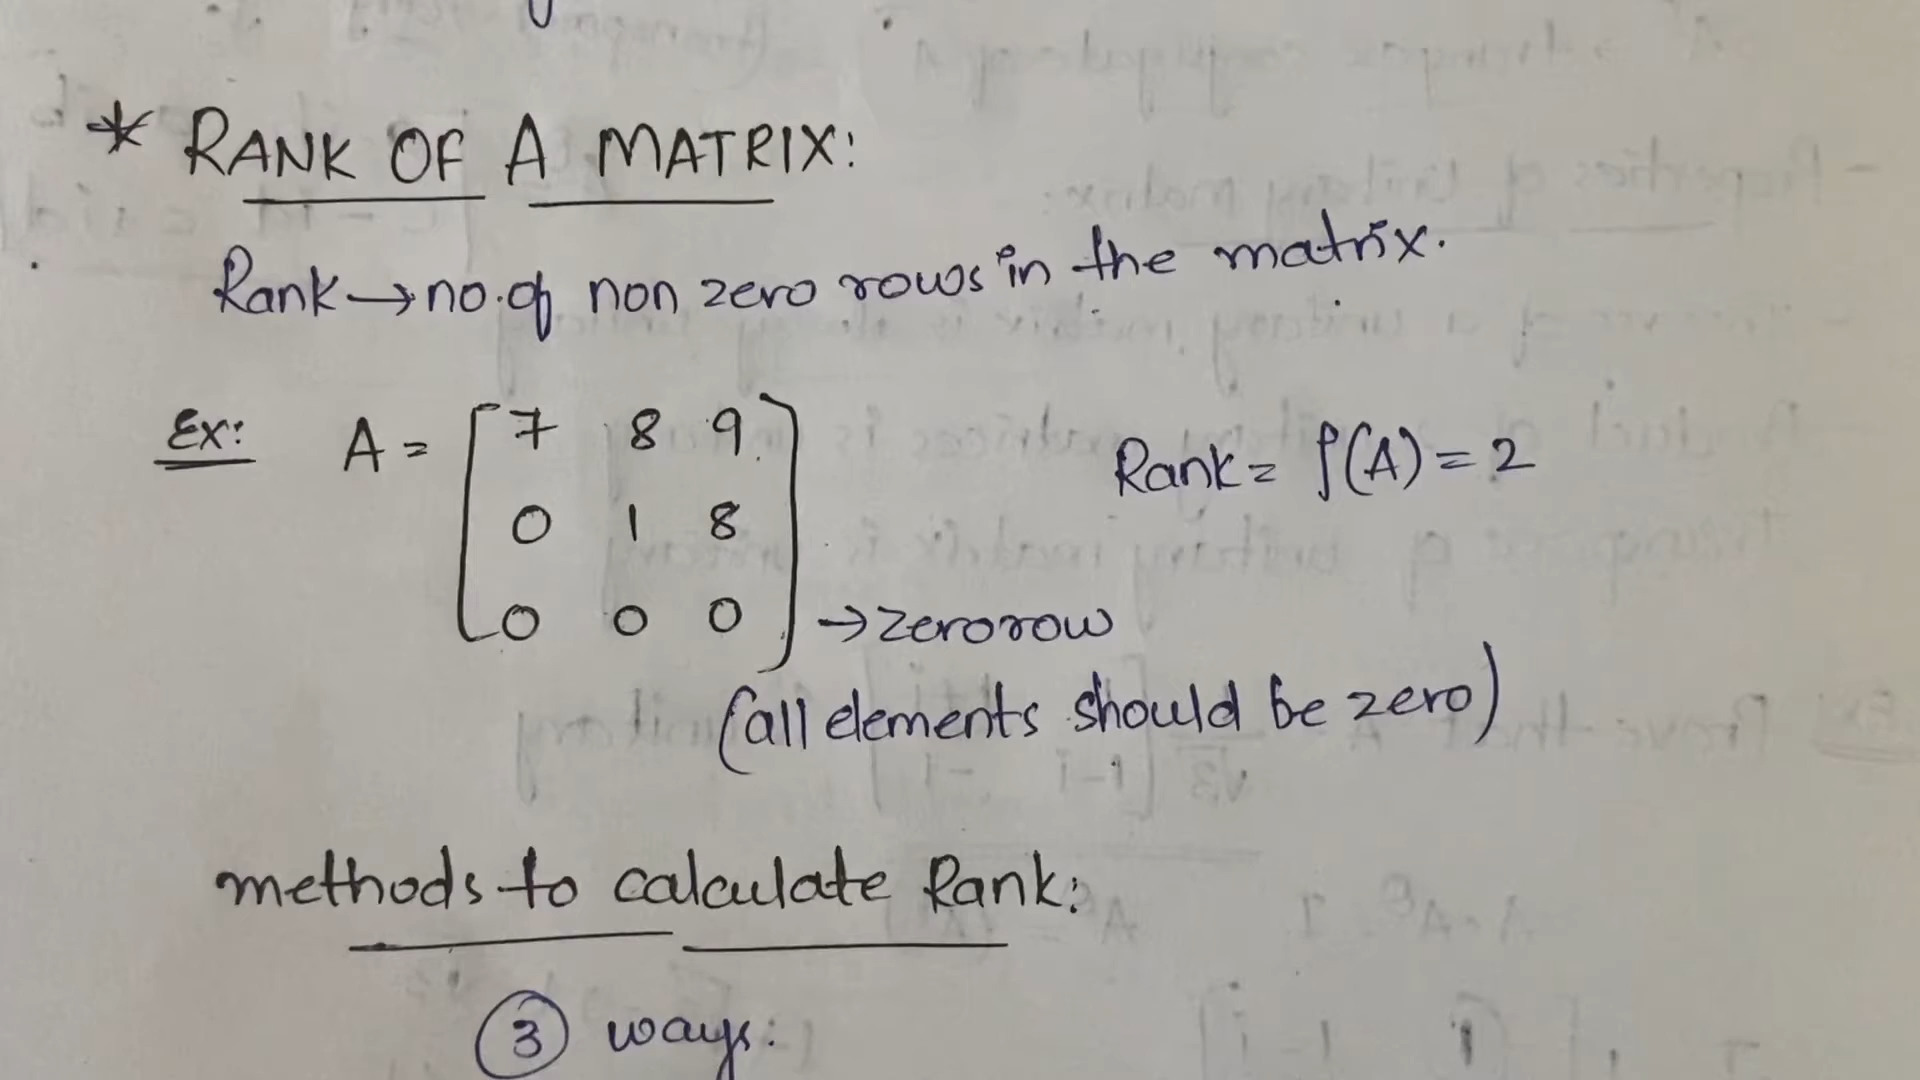 * RANK OF A MATRIX:
Rank → no. of non zero rows in the matrix.
Ex: A = [7 8 9 Rank = ρ(A) = 2
0 1 8
0 0 0] → zero row
(all elements should be zero)
methods to calculate Rank:
3 ways: